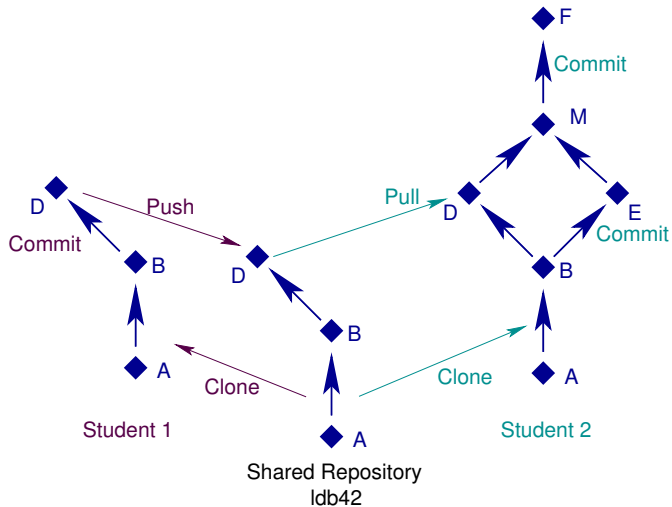 F
Commit
M
D
Push
Pull
D
E
Commit
Commit
B
D
B
B
A
Clone
Clone
A
Student 1
A
Student 2
Shared Repository
ldb42